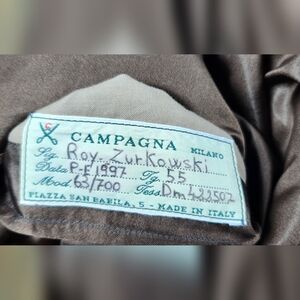 CAMPAGNA MILANO
Sig. Roy Zurkowski
Data P-E 1997 Tg. 55
Mod. 63/700 Tess. Dm 433507
PIAZZA SAN BABILA, 5 - MADE IN ITALY